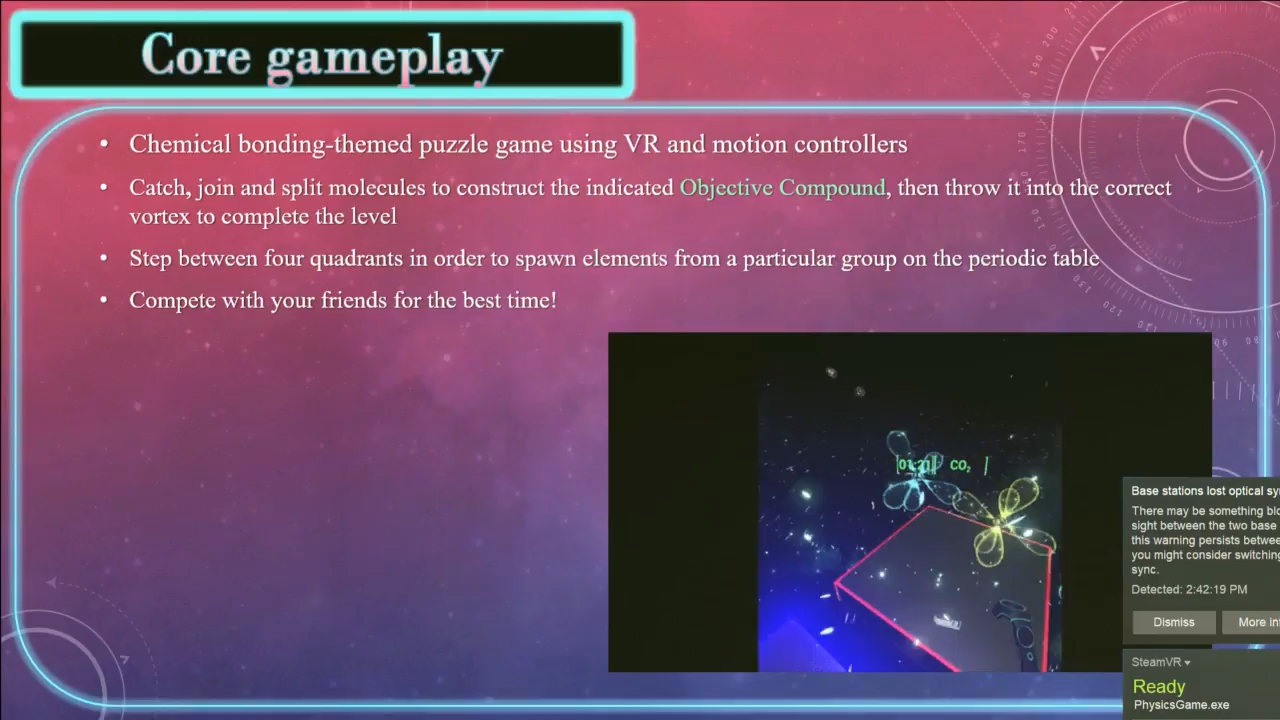 Core gameplay
• Chemical bonding-themed puzzle game using VR and motion controllers
• Catch, join and split molecules to construct the indicated Objective Compound, then throw it into the correct
vortex to complete the level
• Step between four quadrants in order to spawn elements from a particular group on the periodic table
• Compete with your friends for the best time!
CO₂
Base stations lost optical
There may be something
sight between the two base
this warning persists
you might consider switching
sync.
Detected: 2:42:19 PM
Dismiss More
SteamVR
Ready
PhysicsGame.exe
200
190
170
150